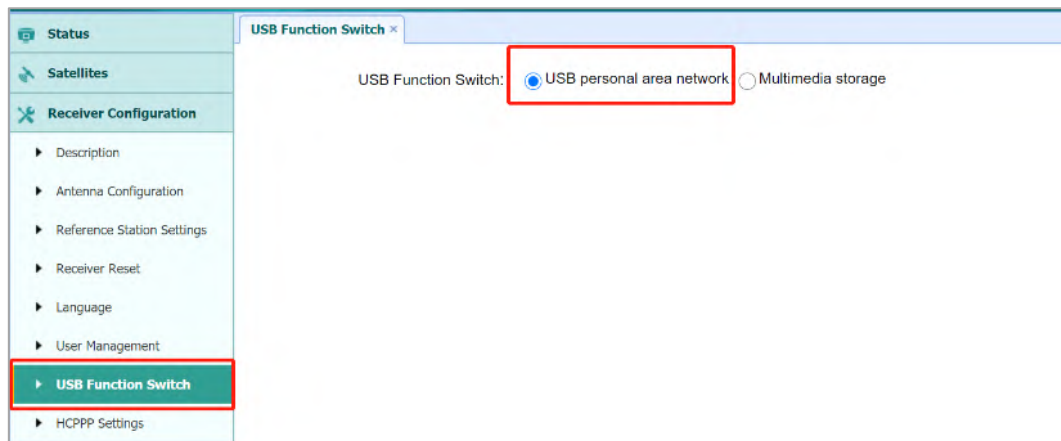 Status
Satellites
Receiver Configuration
Description
Antenna Configuration
Reference Station Settings
Receiver Reset
Language
User Management
USB Function Switch
HCPPP Settings
USB Function Switch ×
USB Function Switch: USB personal area network Multimedia storage